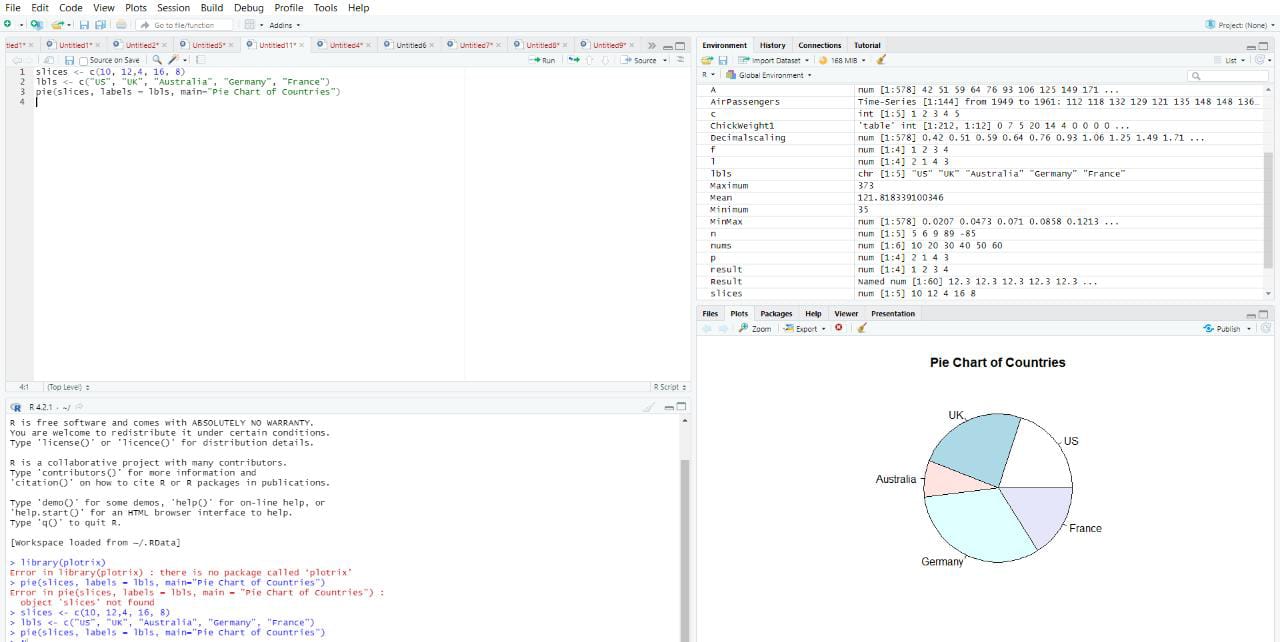 File Edit Code View Plots Session Build Debug Profile Tools Help
Go to file/function Addins Project: (None)
tled1* Untitled1* Untitled2* Untitled5* Untitled11* Untitled4* Untitled6 Untitled7* Untitled8* Untitled9*
Source on Save Run Source
1 slices <- c(10, 12,4, 16, 8)
2 lbls <- c("US", "UK", "Australia", "Germany", "France")
3 pie(slices, labels = lbls, main="Pie Chart of Countries")
4
4:1 (Top Level) R Script
R 4.2.1 · ~/
R is free software and comes with ABSOLUTELY NO WARRANTY.
You are welcome to redistribute it under certain conditions.
Type 'license()' or 'licence()' for distribution details.
R is a collaborative project with many contributors.
Type 'contributors()' for more information and
'citation()' on how to cite R or R packages in publications.
Type 'demo()' for some demos, 'help()' for on-line help, or
'help.start()' for an HTML browser interface to help.
Type 'q()' to quit R.
[Workspace loaded from ~/.RData]
> library(plotrix)
Error in library(plotrix) : there is no package called ‘plotrix’
> pie(slices, labels = lbls, main="Pie Chart of Countries")
Error in pie(slices, labels = lbls, main = "Pie Chart of Countries") :
object 'slices' not found
> slices <- c(10, 12,4, 16, 8)
> lbls <- c("US", "UK", "Australia", "Germany", "France")
> pie(slices, labels = lbls, main="Pie Chart of Countries")
Environment History Connections Tutorial
Import Dataset 168 MiB List
R Global Environment
A num [1:578] 42 51 59 64 76 93 106 125 149 171 ...
AirPassengers Time-Series [1:144] from 1949 to 1961: 112 118 132 129 121 135 148 148 136…
c int [1:5] 1 2 3 4 5
ChickWeight1 'table' int [1:212, 1:12] 0 7 5 20 14 4 0 0 0 0 ...
Decimalscaling num [1:578] 0.42 0.51 0.59 0.64 0.76 0.93 1.06 1.25 1.49 1.71 ...
f num [1:4] 1 2 3 4
l num [1:4] 2 1 4 3
lbls chr [1:5] "US" "UK" "Australia" "Germany" "France"
Maximum 373
Mean 121.818339100346
Minimum 35
MinMax num [1:578] 0.0207 0.0473 0.071 0.0858 0.1213 ...
n num [1:5] 5 6 9 89 -85
nums num [1:6] 10 20 30 40 50 60
p num [1:4] 2 1 4 3
result num [1:4] 1 2 3 4
Result Named num [1:60] 12.3 12.3 12.3 12.3 12.3 ...
slices num [1:5] 10 12 4 16 8
Files Plots Packages Help Viewer Presentation
Zoom Export Publish
Pie Chart of Countries
UK
US
Australia
France
Germany